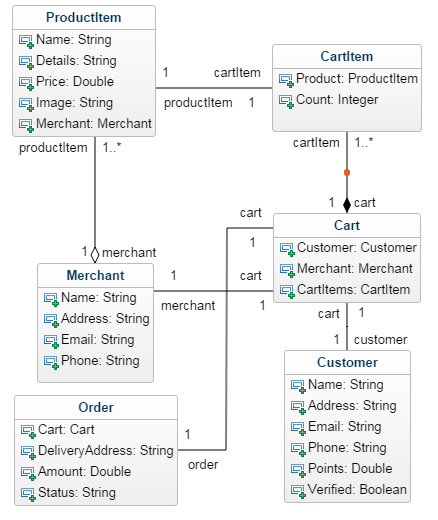 ProductItem
Name: String
Details: String
Price: Double
Image: String
Merchant: Merchant
1 cartItem
productItem 1
CartItem
Product: ProductItem
Count: Integer
productItem 1..*
cartItem 1..*
1 merchant
1 cart
cart
1
Cart
Customer: Customer
Merchant: Merchant
CartItems: CartItem
Merchant
Name: String
Address: String
Email: String
Phone: String
1 cart
merchant 1
cart 1
1 customer
Customer
Name: String
Address: String
Email: String
Phone: String
Points: Double
Verified: Boolean
Order
Cart: Cart
DeliveryAddress: String
Amount: Double
Status: String
1
order